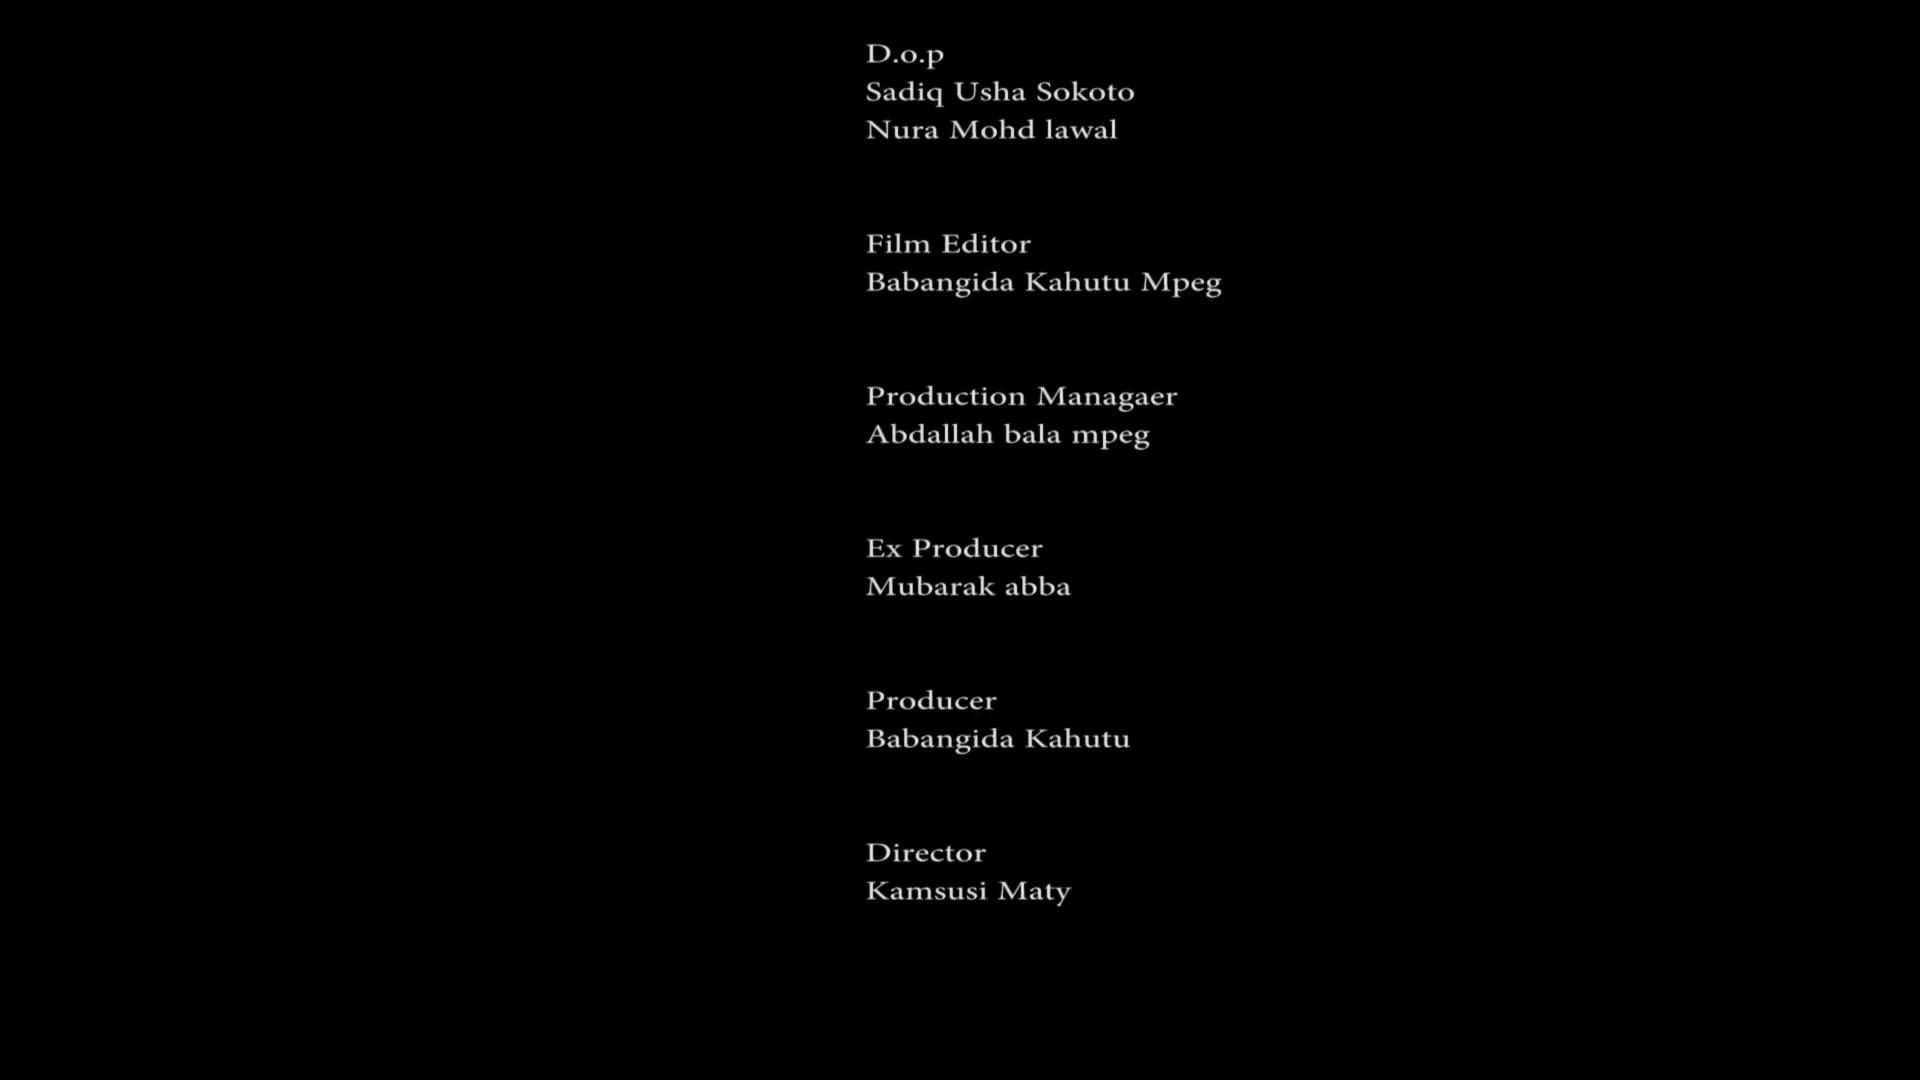 D.o.p
Sadiq Usha Sokoto
Nura Mohd lawal
Film Editor
Babangida Kahutu Mpeg
Production Managaer
Abdallah bala mpeg
Ex Producer
Mubarak abba
Producer
Babangida Kahutu
Director
Kamsusi Maty